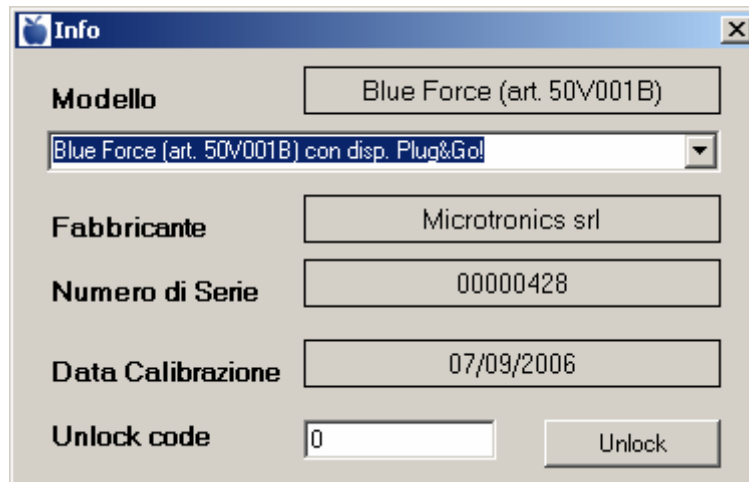 Info
Modello
Blue Force (art. 50V001B)
Blue Force (art. 50V001B) con disp. Plug&Go!
Fabbricante
Microtronics srl
Numero di Serie
00000428
Data Calibrazione
07/09/2006
Unlock code
0
Unlock